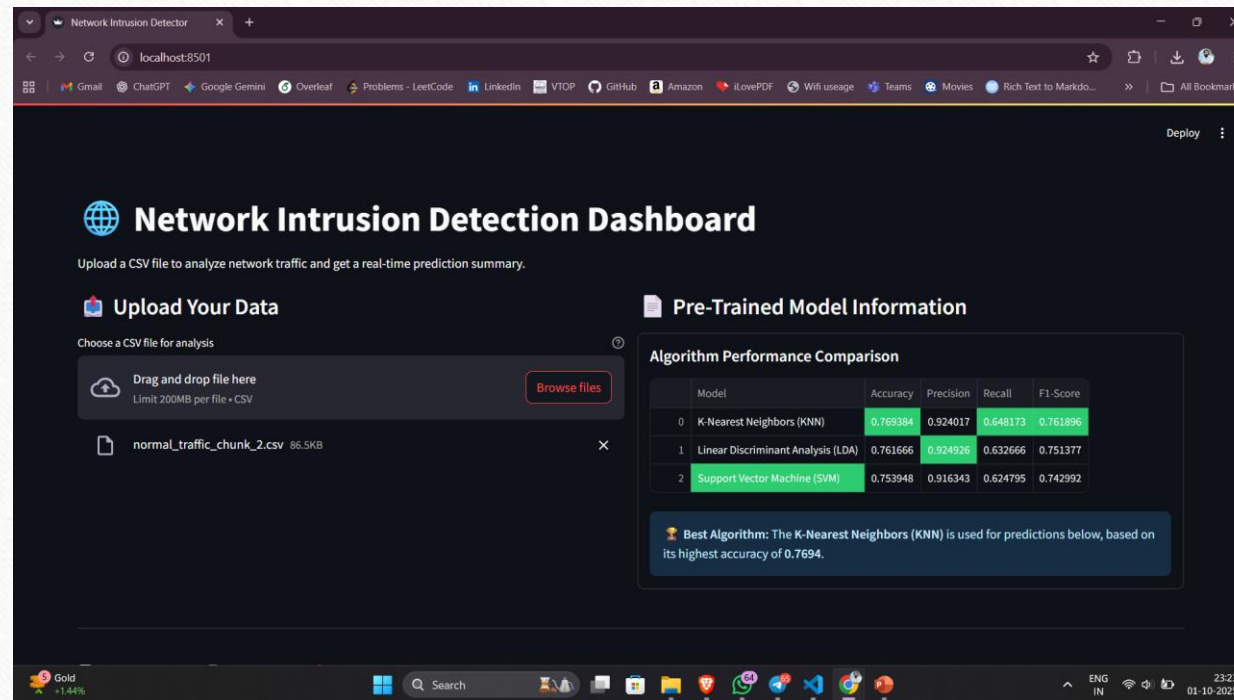 Network Intrusion Detector
localhost:8501
Gmail ChatGPT Google Gemini Overleaf Problems - LeetCode LinkedIn VTOP GitHub Amazon iLovePDF Wifi useage Teams Movies Rich Text to Markdo... » All Bookmar
Deploy
Network Intrusion Detection Dashboard
Upload a CSV file to analyze network traffic and get a real-time prediction summary.
Upload Your Data
Choose a CSV file for analysis
Drag and drop file here
Limit 200MB per file • CSV
Browse files
normal_traffic_chunk_2.csv 86.5KB
Pre-Trained Model Information
Algorithm Performance Comparison
Model Accuracy Precision Recall F1-Score
0 K-Nearest Neighbors (KNN) 0.769384 0.924017 0.648173 0.761896
1 Linear Discriminant Analysis (LDA) 0.761666 0.924926 0.632666 0.751377
2 Support Vector Machine (SVM) 0.753948 0.916343 0.624795 0.742992
Best Algorithm: The K-Nearest Neighbors (KNN) is used for predictions below, based on
its highest accuracy of 0.7694.
5 Gold
+1.44%
Search
64
65
ENG
IN
23:2
01-10-202